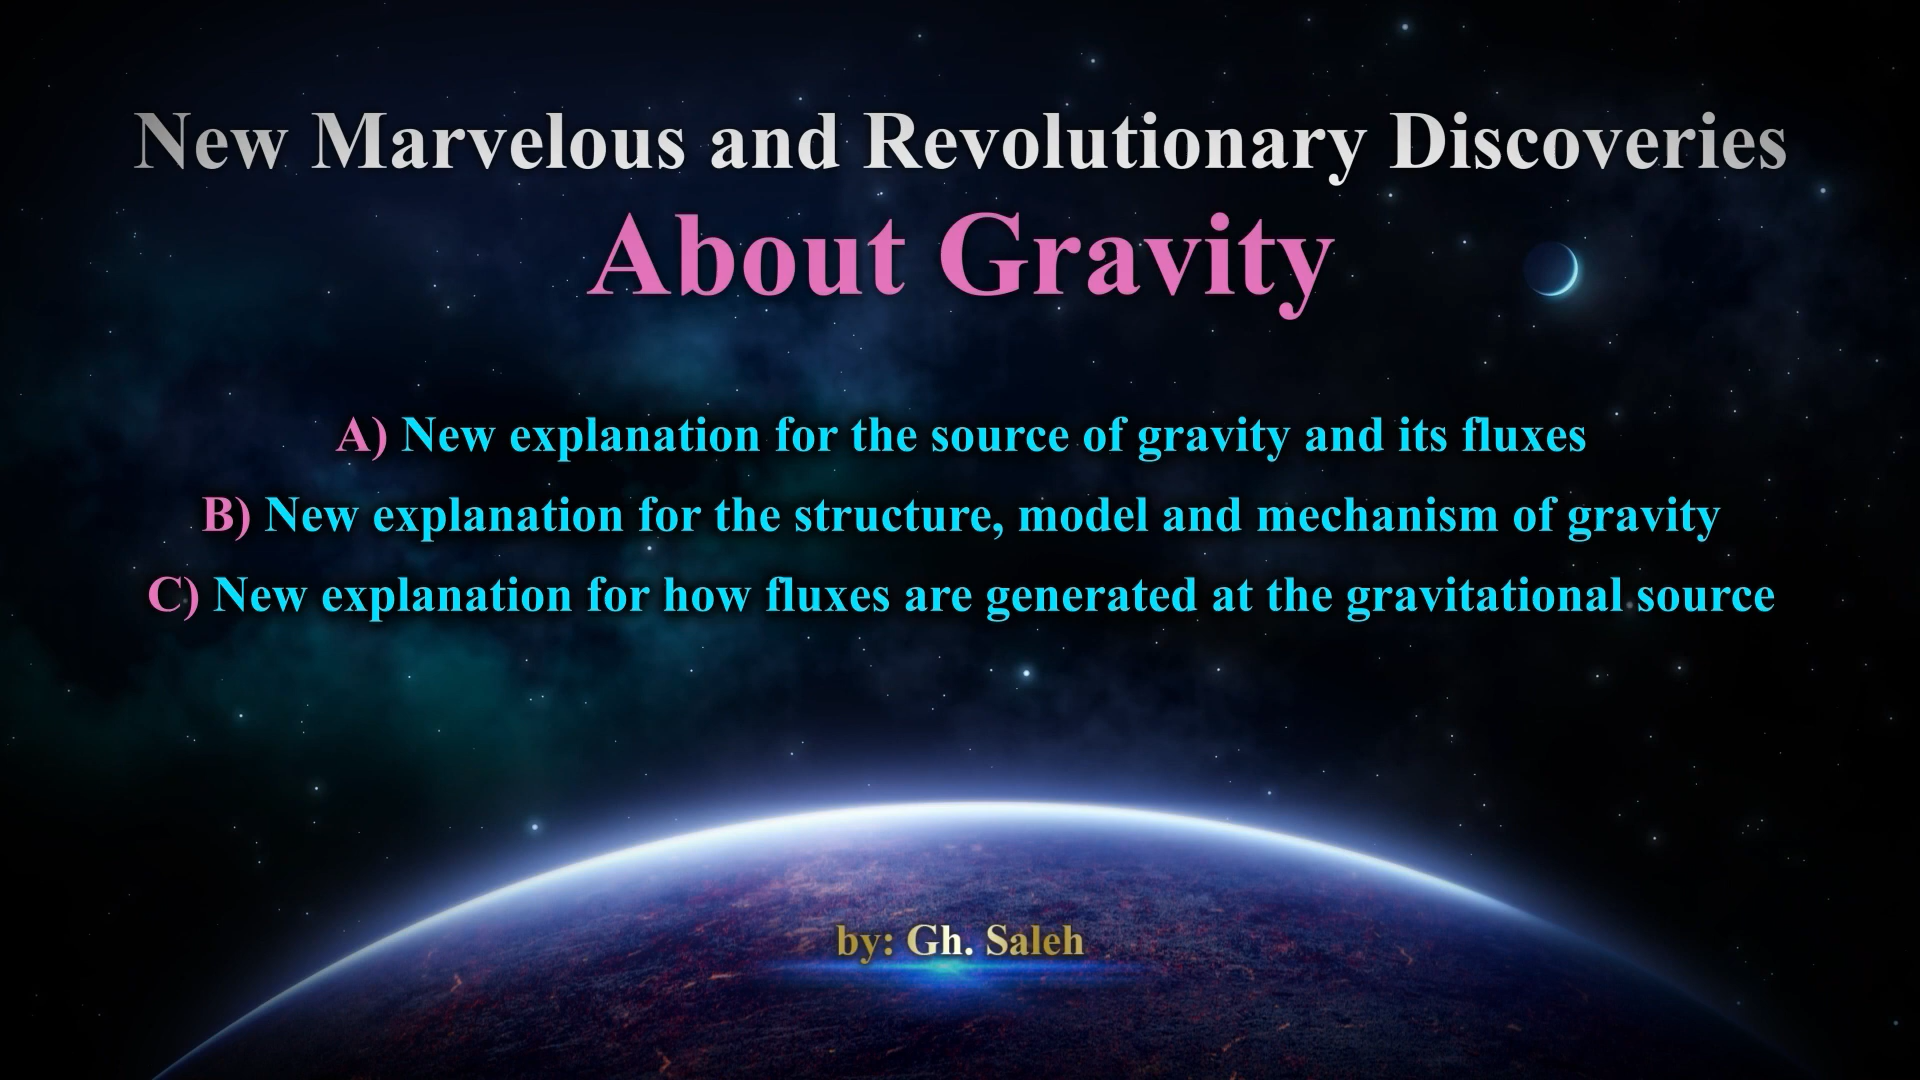 New Marvelous and Revolutionary Discoveries
About Gravity
A) New explanation for the source of gravity and its fluxes
B) New explanation for the structure, model and mechanism of gravity
C) New explanation for how fluxes are generated at the gravitational source
by: Gh. Saleh